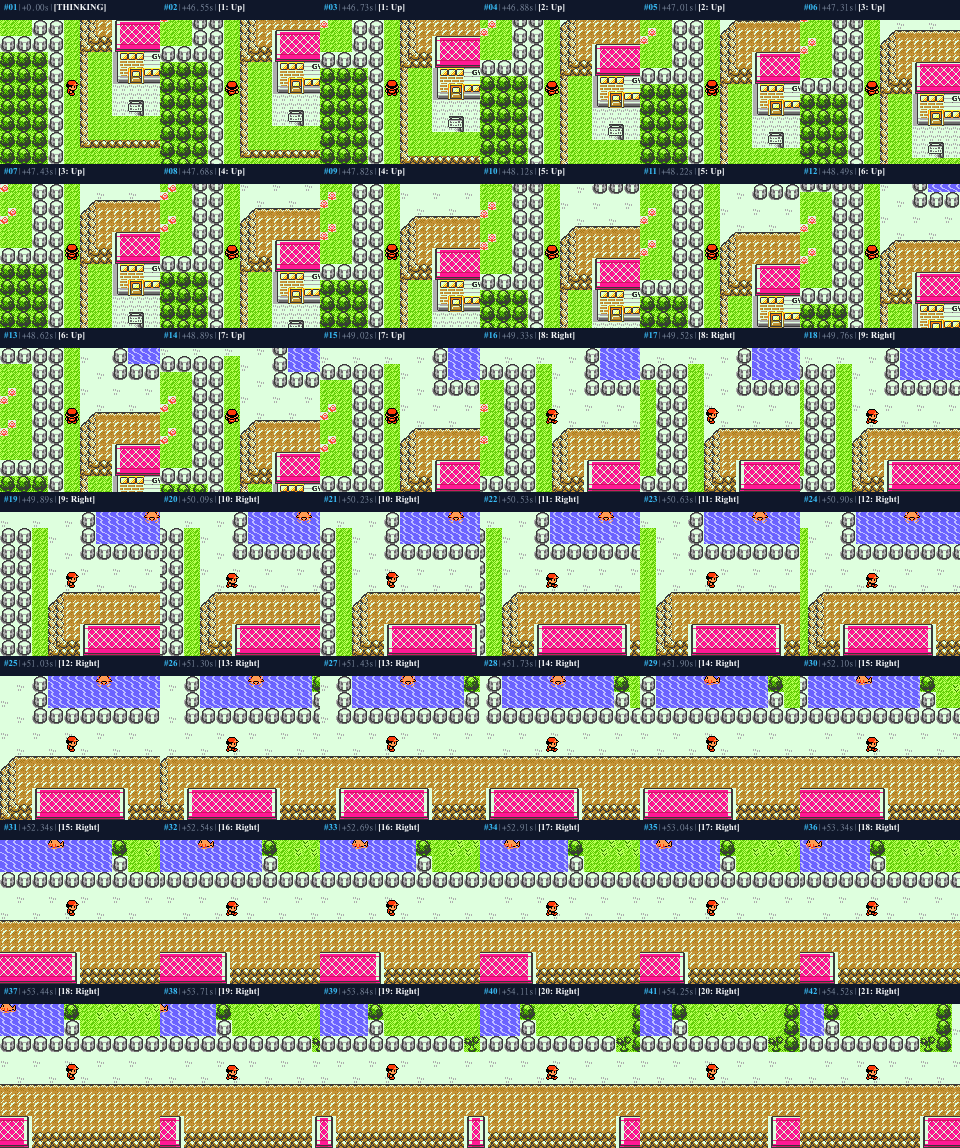 #01|+0.00s|[THINKING] #02|+46.55s|[1: Up] #03|+46.73s|[1: Up] #04|+46.88s|[2: Up] #05|+47.01s|[2: Up] #06|+47.31s|[3: Up]
#07|+47.43s|[3: Up] #08|+47.68s|[4: Up] #09|+47.82s|[4: Up] #10|+48.12s|[5: Up] #11|+48.22s|[5: Up] #12|+48.49s|[6: Up]
#13|+48.62s|[6: Up] #14|+48.89s|[7: Up] #15|+49.02s|[7: Up] #16|+49.33s|[8: Right] #17|+49.52s|[8: Right] #18|+49.76s|[9: Right]
#19|+49.89s|[9: Right] #20|+50.09s|[10: Right] #21|+50.23s|[10: Right] #22|+50.53s|[11: Right] #23|+50.63s|[11: Right] #24|+50.90s|[12: Right]
#25|+51.03s|[12: Right] #26|+51.30s|[13: Right] #27|+51.43s|[13: Right] #28|+51.73s|[14: Right] #29|+51.90s|[14: Right] #30|+52.10s|[15: Right]
#31|+52.34s|[15: Right] #32|+52.54s|[16: Right] #33|+52.69s|[16: Right] #34|+52.91s|[17: Right] #35|+53.04s|[17: Right] #36|+53.34s|[18: Right]
#37|+53.44s|[18: Right] #38|+53.71s|[19: Right] #39|+53.84s|[19: Right] #40|+54.11s|[20: Right] #41|+54.25s|[20: Right] #42|+54.52s|[21: Right]